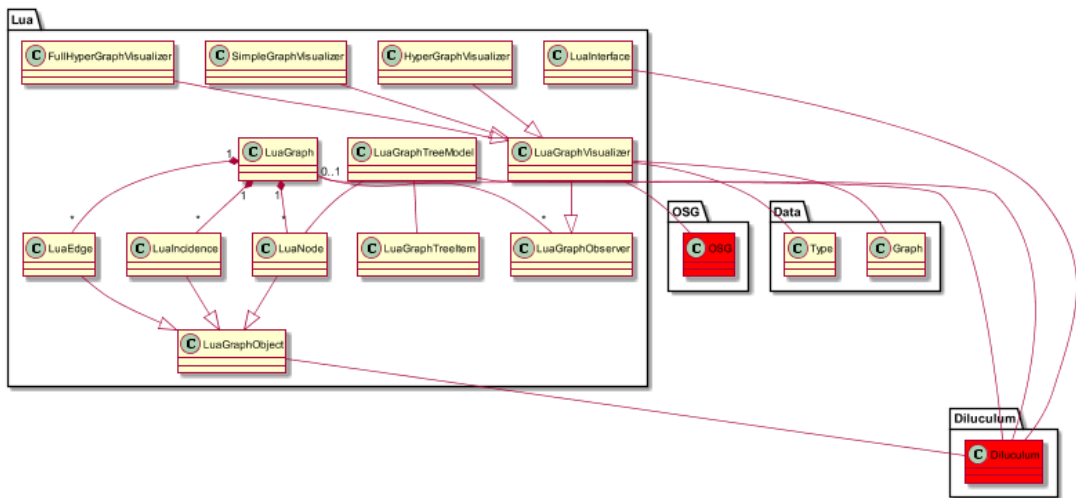 Lua
C FullHyperGraphVisualizer
C SimpleGraphVisualizer
C HyperGraphVisualizer
C LuaInterface
C LuaGraph
C LuaGraphTreeModel
C LuaGraphVisualizer
1
0..1
1
1
*
*
*
*
C LuaEdge
C LuaIncidence
C LuaNode
C LuaGraphTreeItem
C LuaGraphObserver
OSG
C OSG
Data
C Type
C Graph
C LuaGraphObject
Diluculum
C Diluculum